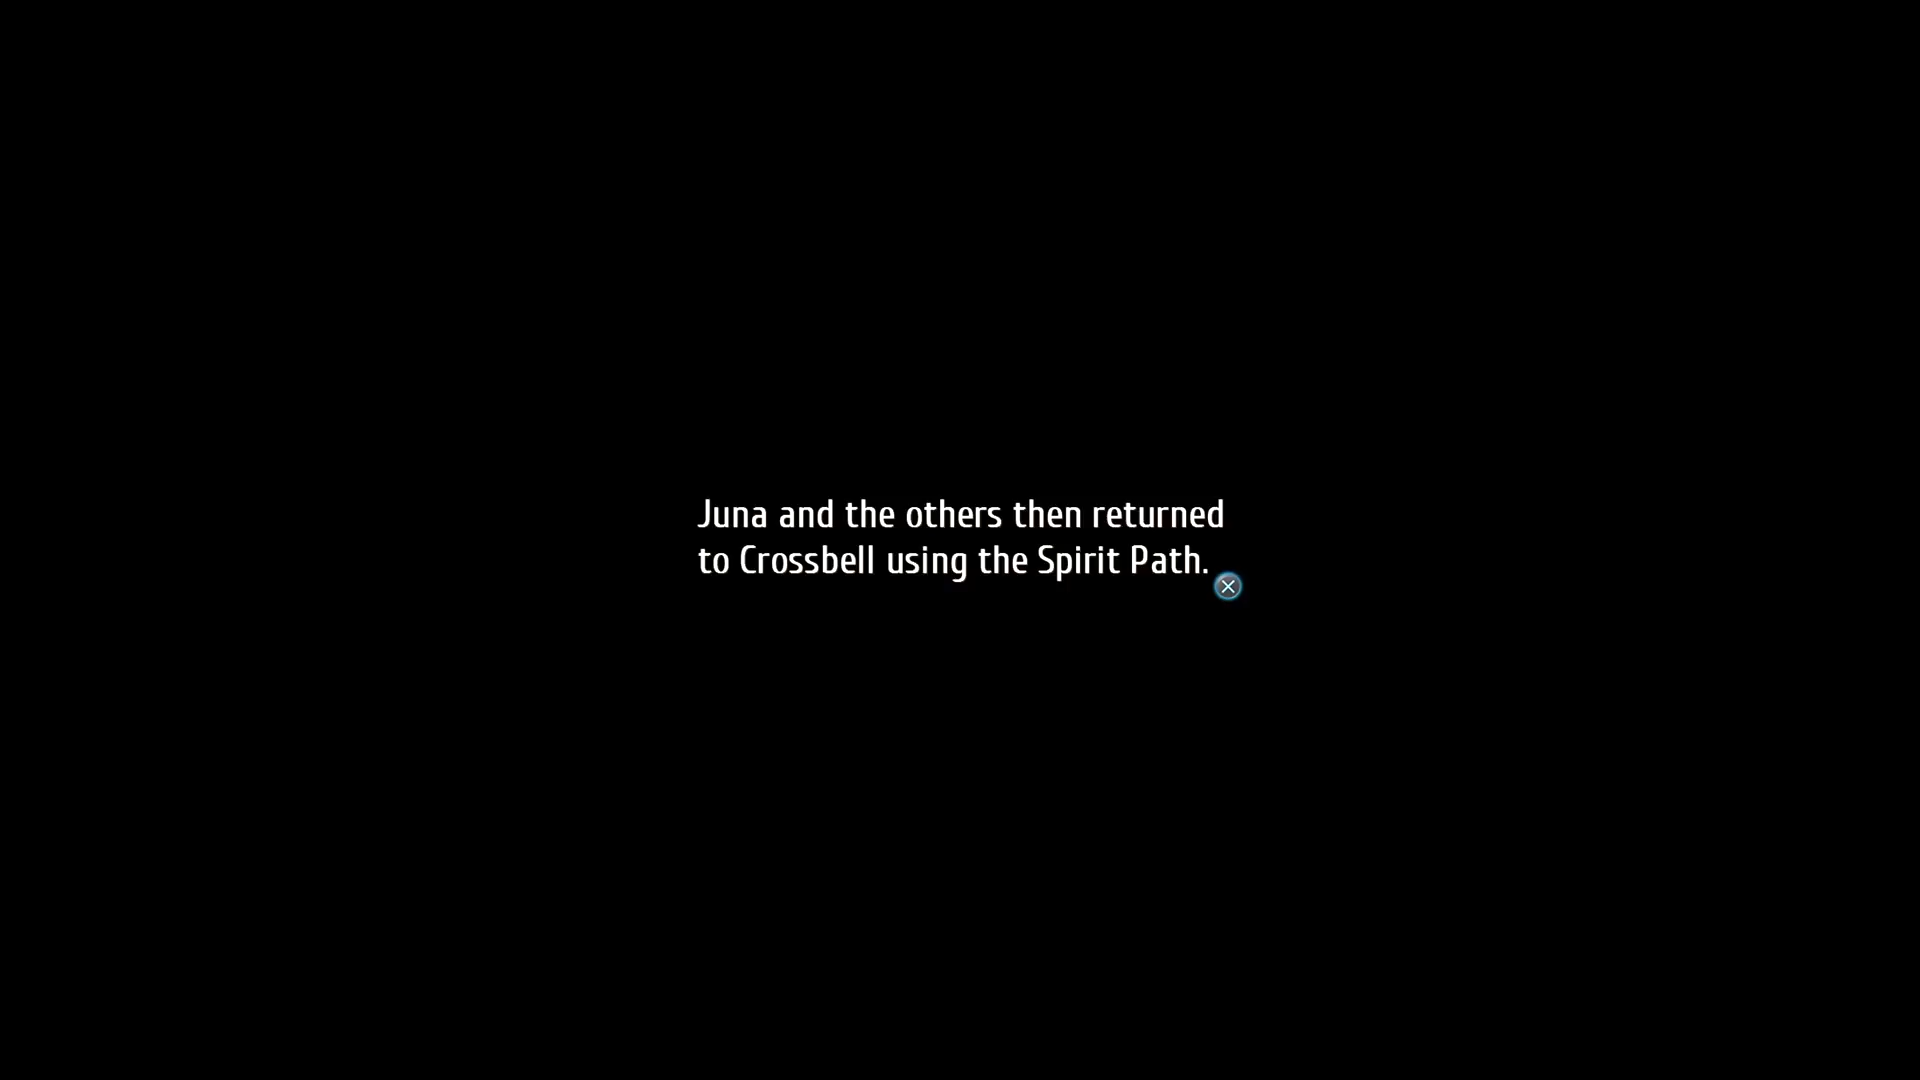 Juna and the others then returned
to Crossbell using the Spirit Path.